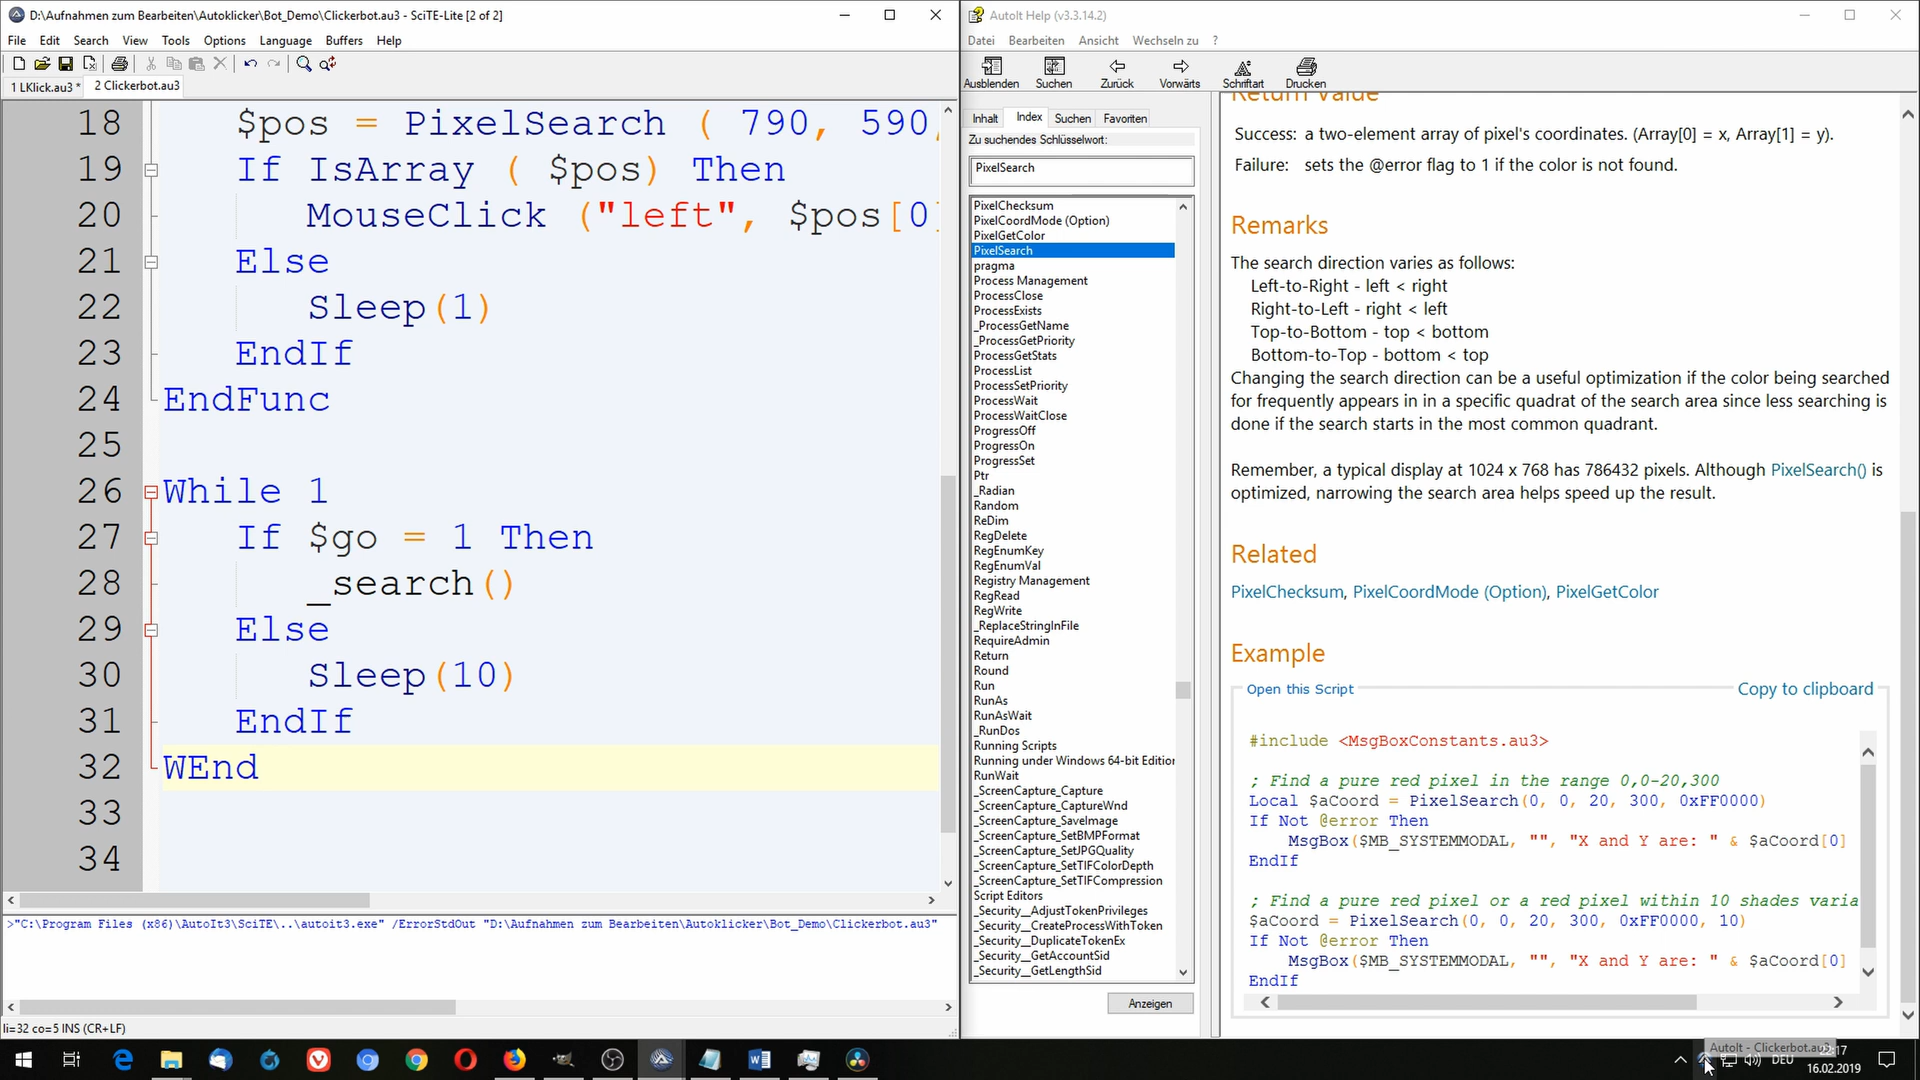 D:\Aufnahmen zum Bearbeiten\Autoklicker\Bot_Demo\Clickerbot.au3 - SciTE-Lite [2 of 2]
File Edit Search View Tools Options Language Buffers Help
1 LKlick.au3 * 2 Clickerbot.au3
18 $pos = PixelSearch ( 790, 590,
19 If IsArray ( $pos) Then
20 MouseClick ("left", $pos[0]
21 Else
22 Sleep(1)
23 EndIf
24 EndFunc
25
26 While 1
27 If $go = 1 Then
28 _search()
29 Else
30 Sleep(10)
31 EndIf
32 WEnd
33
34
>"C:\Program Files (x86)\AutoIt3\SciTE\..\autoit3.exe" /ErrorStdOut "D:\Aufnahmen zum Bearbeiten\Autoklicker\Bot_Demo\Clickerbot.au3"
li=32 co=5 INS (CR+LF)
AutoIt Help (v3.3.14.2)
Datei Bearbeiten Ansicht Wechseln zu ?
Ausblenden Suchen Zurück Vorwärts Schriftart Drucken
Inhalt Index Suchen Favoriten
Zu suchendes Schlüsselwort:
PixelSearch
PixelChecksum
PixelCoordMode (Option)
PixelGetColor
PixelSearch
pragma
Process Management
ProcessClose
ProcessExists
_ProcessGetName
_ProcessGetPriority
ProcessGetStats
ProcessList
ProcessSetPriority
ProcessWait
ProcessWaitClose
ProgressOff
ProgressOn
ProgressSet
Ptr
_Radian
Random
ReDim
RegDelete
RegEnumKey
RegEnumVal
Registry Management
RegRead
RegWrite
_ReplaceStringInFile
RequireAdmin
Return
Round
Run
RunAs
RunAsWait
_RunDos
Running Scripts
Running under Windows 64-bit Edition
RunWait
_ScreenCapture_Capture
_ScreenCapture_CaptureWnd
_ScreenCapture_SaveImage
_ScreenCapture_SetBMPFormat
_ScreenCapture_SetJPGQuality
_ScreenCapture_SetTIFColorDepth
_ScreenCapture_SetTIFCompression
Script Editors
_Security__AdjustTokenPrivileges
_Security__CreateProcessWithToken
_Security__DuplicateTokenEx
_Security__GetAccountSid
_Security__GetLengthSid
Anzeigen
Return Value
Success: a two-element array of pixel's coordinates. (Array[0] = x, Array[1] = y).
Failure: sets the @error flag to 1 if the color is not found.
Remarks
The search direction varies as follows:
Left-to-Right - left < right
Right-to-Left - right < left
Top-to-Bottom - top < bottom
Bottom-to-Top - bottom < top
Changing the search direction can be a useful optimization if the color being searched
for frequently appears in in a specific quadrat of the search area since less searching is
done if the search starts in the most common quadrant.
Remember, a typical display at 1024 x 768 has 786432 pixels. Although PixelSearch() is
optimized, narrowing the search area helps speed up the result.
Related
PixelChecksum, PixelCoordMode (Option), PixelGetColor
Example
Open this Script Copy to clipboard
#include <MsgBoxConstants.au3>
; Find a pure red pixel in the range 0,0-20,300
Local $aCoord = PixelSearch(0, 0, 20, 300, 0xFF0000)
If Not @error Then
MsgBox($MB_SYSTEMMODAL, "", "X and Y are: " & $aCoord[0]
EndIf
; Find a pure red pixel or a red pixel within 10 shades varia
$aCoord = PixelSearch(0, 0, 20, 300, 0xFF0000, 10)
If Not @error Then
MsgBox($MB_SYSTEMMODAL, "", "X and Y are: " & $aCoord[0]
EndIf
AutoIt - Clickerbot.au3
DEU
16.02.2019